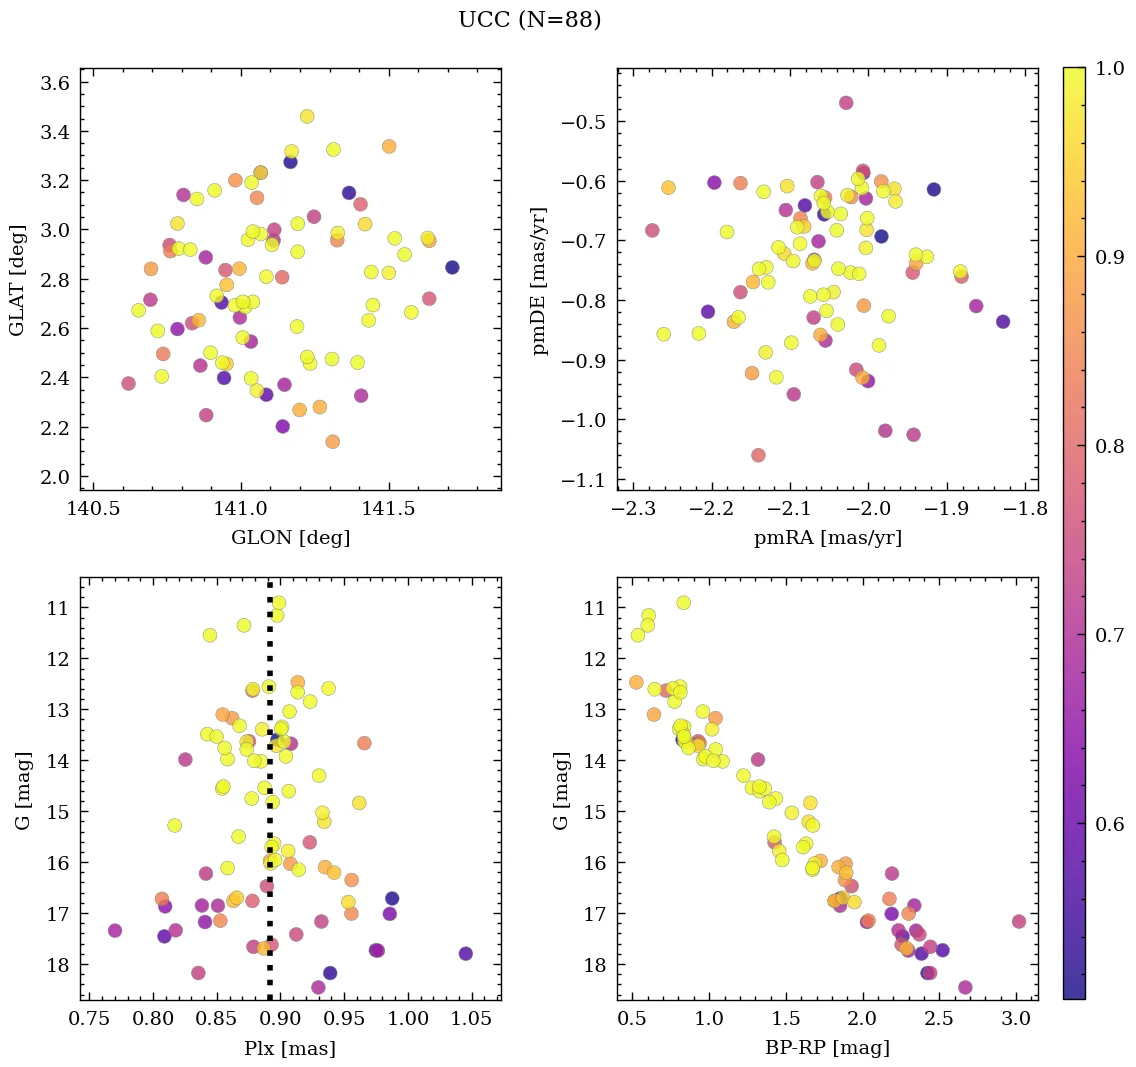 UCC (N=88)
3.6
3.4
3.2
3.0
2.8
2.6
2.4
2.2
2.0
GLAT [deg]
140.5 141.0 141.5
GLON [deg]
−0.5
−0.6
−0.7
−0.8
−0.9
−1.0
−1.1
pmDE [mas/yr]
−2.3 −2.2 −2.1 −2.0 −1.9 −1.8
pmRA [mas/yr]
1.0
0.9
0.8
0.7
0.6
11
12
13
14
15
16
17
18
G [mag]
0.75 0.80 0.85 0.90 0.95 1.00 1.05
Plx [mas]
11
12
13
14
15
16
17
18
G [mag]
0.5 1.0 1.5 2.0 2.5 3.0
BP-RP [mag]